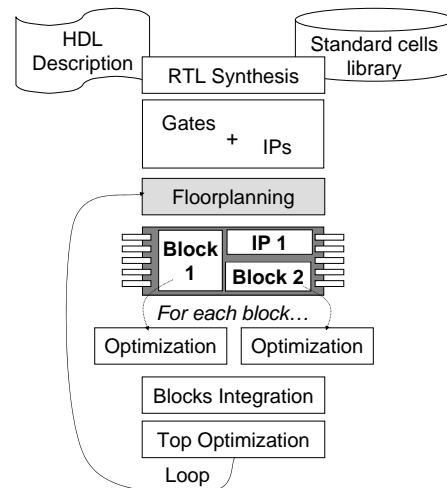 HDL
Description
Standard cells
library
RTL Synthesis
Gates
+
IPs
Floorplanning
Block
1
IP 1
Block 2
For each block…
Optimization
Optimization
Blocks Integration
Top Optimization
Loop